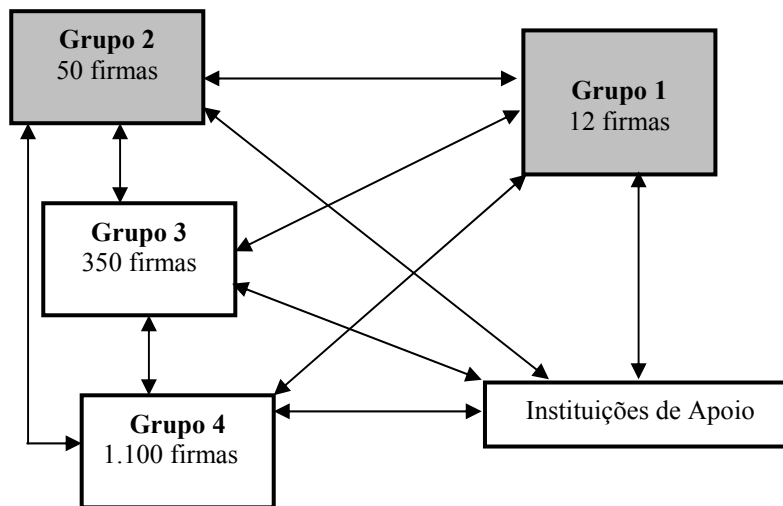 Grupo 2
50 firmas
Grupo 1
12 firmas
Grupo 3
350 firmas
Grupo 4
1.100 firmas
Instituições de Apoio